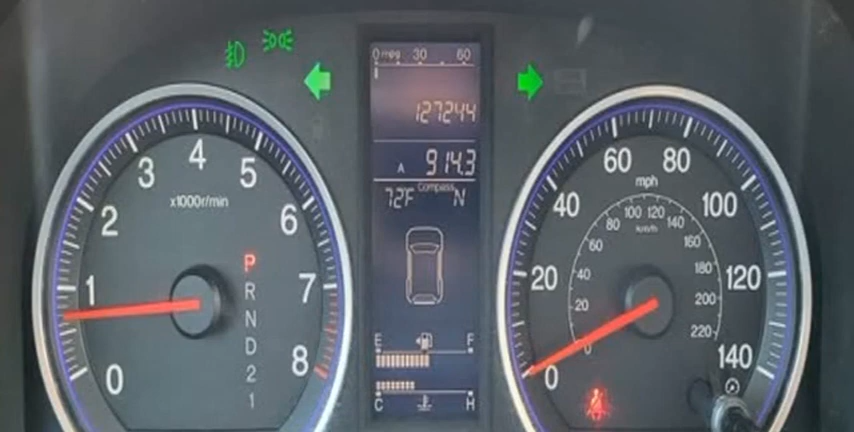 0 mpg 30 60
127244
A 914.3
72F Compass N
E F
C H
0
1
2
3
4
5
6
7
8
x1000r/min
P
R
N
D
2
1
0
20
40
60
80
100
120
140
mph
0
20
40
60
80
100
120
140
160
180
200
220
km/h